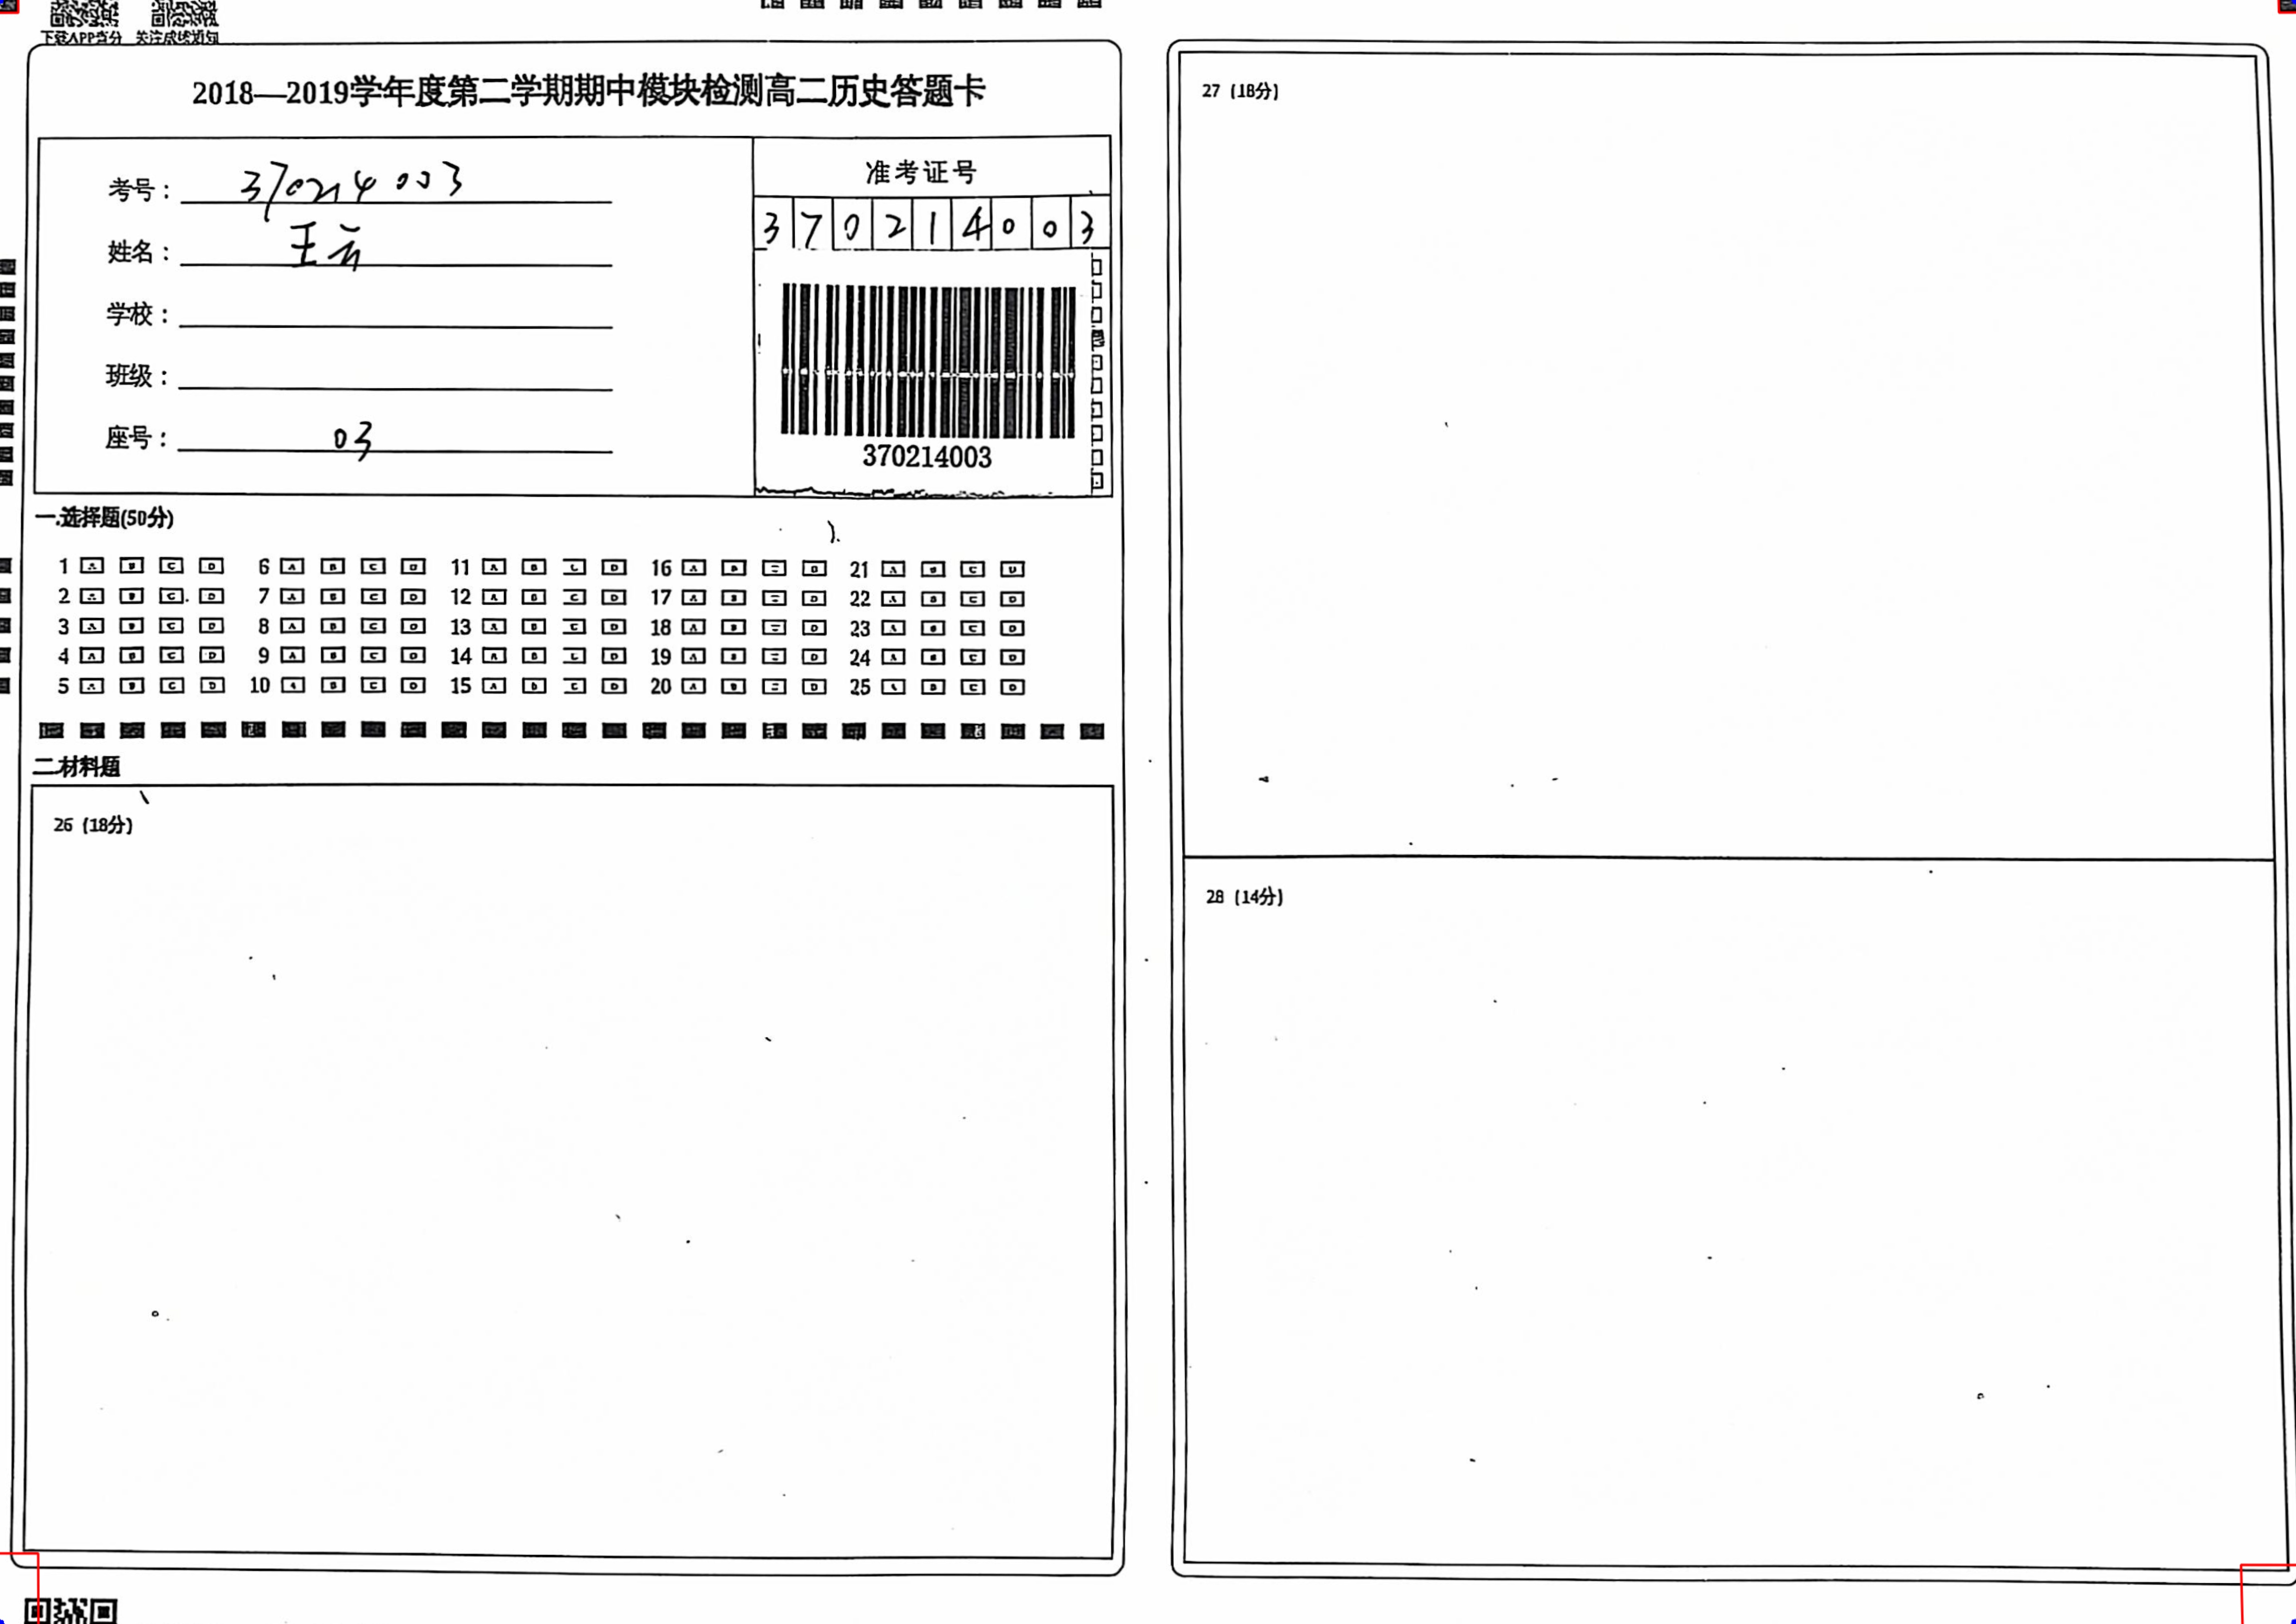 下载APP查分 关注成绩通知
2018—2019学年度第二学期期中模块检测高二历史答题卡
考号： 370214003
姓名： 王云
学校：
班级：
座号： 03
准考证号
3 7 0 2 1 4 0 0 3
370214003
一.选择题(50分)
1 A B C D 6 A B C D 11 A B C D 16 A B C D 21 A B C D
2 A B C D 7 A B C D 12 A B C D 17 A B C D 22 A B C D
3 A B C D 8 A B C D 13 A B C D 18 A B C D 23 A B C D
4 A B C D 9 A B C D 14 A B C D 19 A B C D 24 A B C D
5 A B C D 10 A B C D 15 A B C D 20 A B C D 25 A B C D
二.材料题
26 (18分)
27 (18分)
28 (14分)